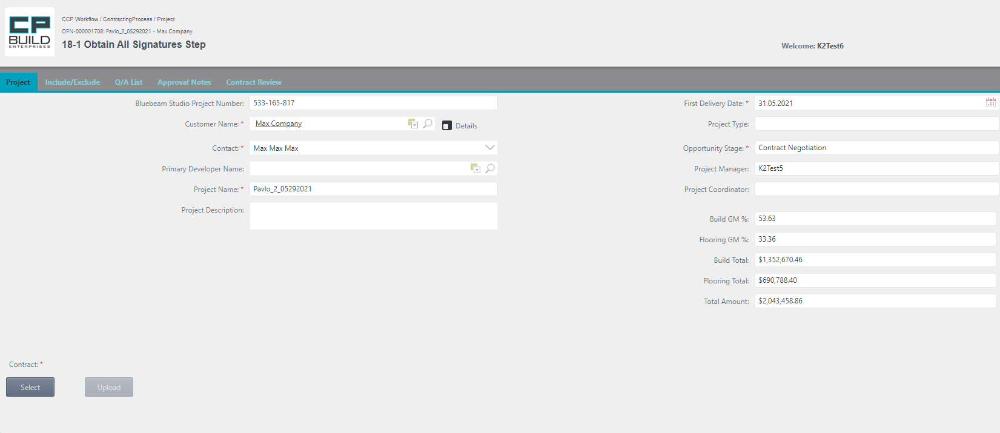 CP
BUILD
ENTERPRISES
CCP Workflow / ContractingProcess / Project
OPN-000001708: Pavlo_2_05292021 - Max Company
18-1 Obtain All Signatures Step
Welcome: K2Test6
Project Include/Exclude Q/A List Approval Notes Contract Review
Bluebeam Studio Project Number: 533-165-817
Customer Name: * Max Company Details
Contact: * Max Max Max
Primary Developer Name:
Project Name: * Pavlo_2_05292021
Project Description:
First Delivery Date: * 31.05.2021
Project Type:
Opportunity Stage: * Contract Negotiation
Project Manager: K2Test5
Project Coordinator:
Build GM %: 53.63
Flooring GM %: 33.36
Build Total: $1,352,670.46
Flooring Total: $690,788.40
Total Amount: $2,043,458.86
Contract: *
Select Upload